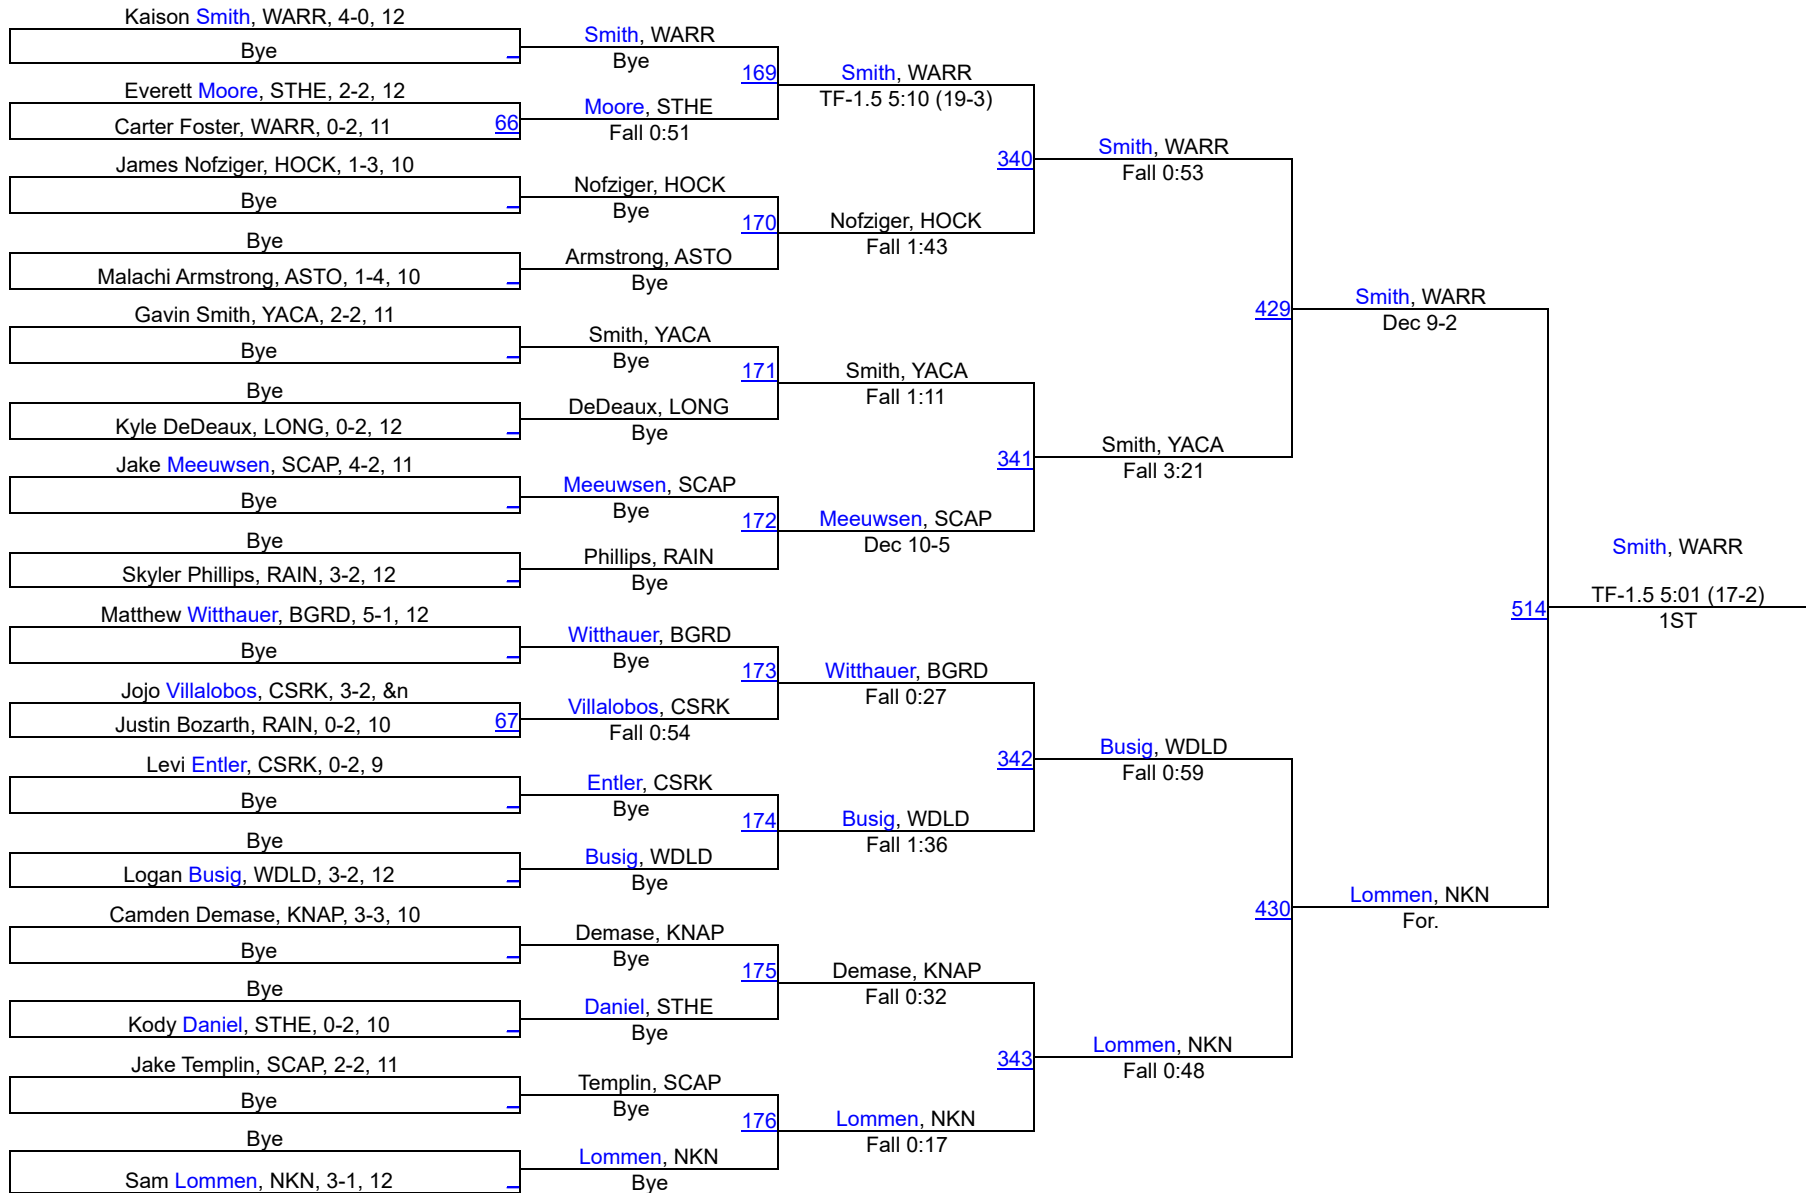 Kaison Smith, WARR, 4-0, 12
Bye
Everett Moore, STHE, 2-2, 12
Carter Foster, WARR, 0-2, 11
66
James Nofziger, HOCK, 1-3, 10
Bye
Bye
Malachi Armstrong, ASTO, 1-4, 10
Gavin Smith, YACA, 2-2, 11
Bye
Bye
Kyle DeDeaux, LONG, 0-2, 12
Jake Meeuwsen, SCAP, 4-2, 11
Bye
Bye
Skyler Phillips, RAIN, 3-2, 12
Matthew Witthauer, BGRD, 5-1, 12
Bye
Jojo Villalobos, CSRK, 3-2, &n
Justin Bozarth, RAIN, 0-2, 10
67
Levi Entler, CSRK, 0-2, 9
Bye
Bye
Logan Busig, WDLD, 3-2, 12
Camden Demase, KNAP, 3-3, 10
Bye
Bye
Kody Daniel, STHE, 0-2, 10
Jake Templin, SCAP, 2-2, 11
Bye
Bye
Sam Lommen, NKN, 3-1, 12
Smith, WARR
Bye
169
Moore, STHE
Fall 0:51
Nofziger, HOCK
Bye
170
Armstrong, ASTO
Bye
Smith, YACA
Bye
171
DeDeaux, LONG
Bye
Meeuwsen, SCAP
Bye
172
Phillips, RAIN
Bye
Witthauer, BGRD
Bye
173
Villalobos, CSRK
Fall 0:54
Entler, CSRK
Bye
174
Busig, WDLD
Bye
Demase, KNAP
Bye
175
Daniel, STHE
Bye
Templin, SCAP
Bye
176
Lommen, NKN
Bye
Smith, WARR
TF-1.5 5:10 (19-3)
340
Nofziger, HOCK
Fall 1:43
Smith, YACA
Fall 1:11
341
Meeuwsen, SCAP
Dec 10-5
Witthauer, BGRD
Fall 0:27
342
Busig, WDLD
Fall 1:36
Demase, KNAP
Fall 0:32
343
Lommen, NKN
Fall 0:17
Smith, WARR
Fall 0:53
429
Smith, YACA
Fall 3:21
Busig, WDLD
Fall 0:59
430
Lommen, NKN
Fall 0:48
Smith, WARR
Dec 9-2
514
Lommen, NKN
For.
Smith, WARR
TF-1.5 5:01 (17-2)
1ST